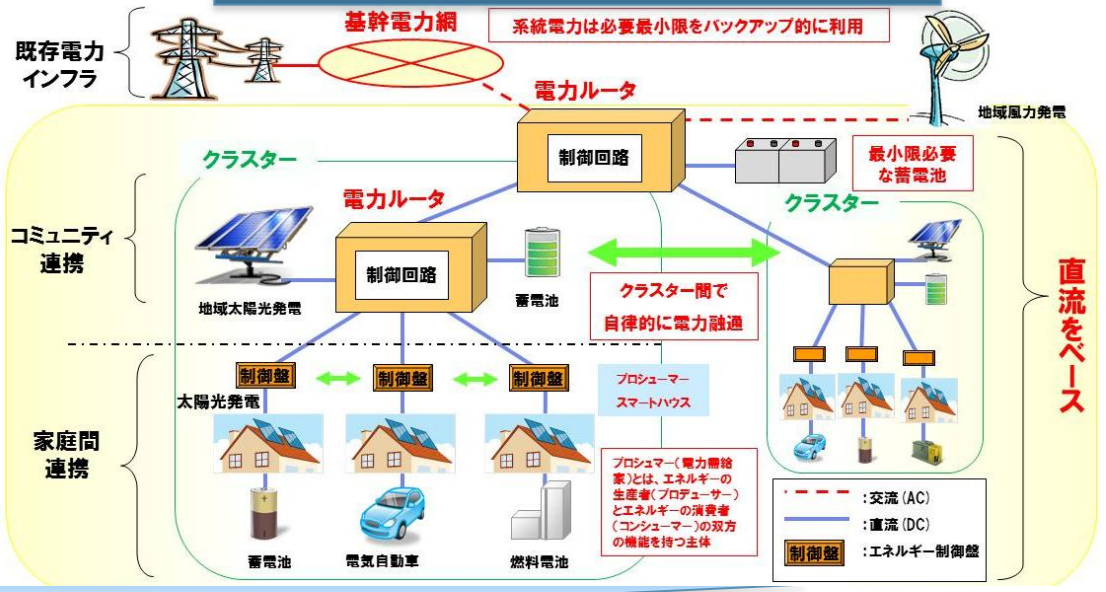 既存電力
インフラ
基幹電力網
系統電力は必要最小限をバックアップ的に利用
電力ルータ
地域風力発電
制御回路
最小限必要
な蓄電池
クラスター
クラスター
コミュニティ
連携
電力ルータ
制御回路
地域太陽光発電
蓄電池
クラスター間で
自律的に電力融通
直流をベース
家庭間
連携
制御盤
制御盤
制御盤
太陽光発電
プロシューマー
スマートハウス
プロシュマー(電力需給
家)とは、エネルギーの
生産者(プロデューサー)
とエネルギーの消費者
(コンシューマー)の双方
の機能を持つ主体
蓄電池
電気自動車
燃料電池
:交流(AC)
:直流(DC)
制御盤
:エネルギー制御盤